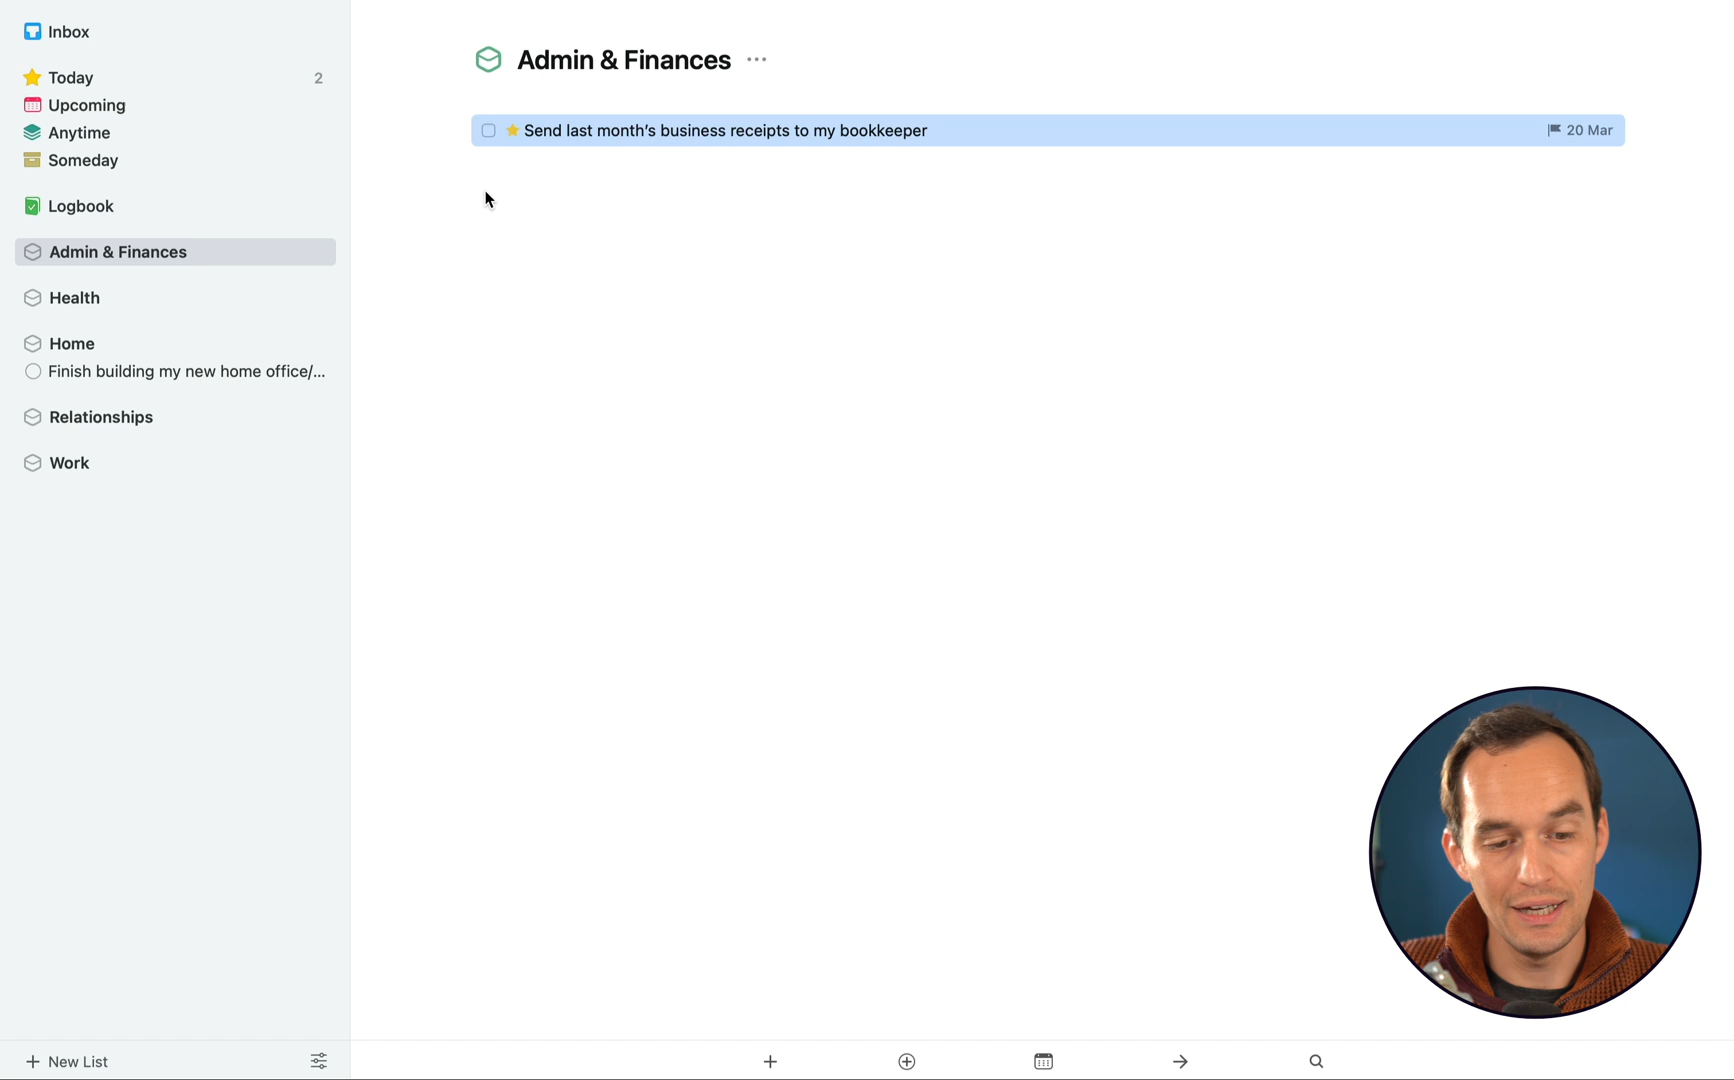 Inbox
Today 2
Upcoming
Anytime
Someday
Logbook
Admin & Finances
Health
Home
Finish building my new home office/...
Relationships
Work
+ New List
Admin & Finances ...
Send last month's business receipts to my bookkeeper 20 Mar